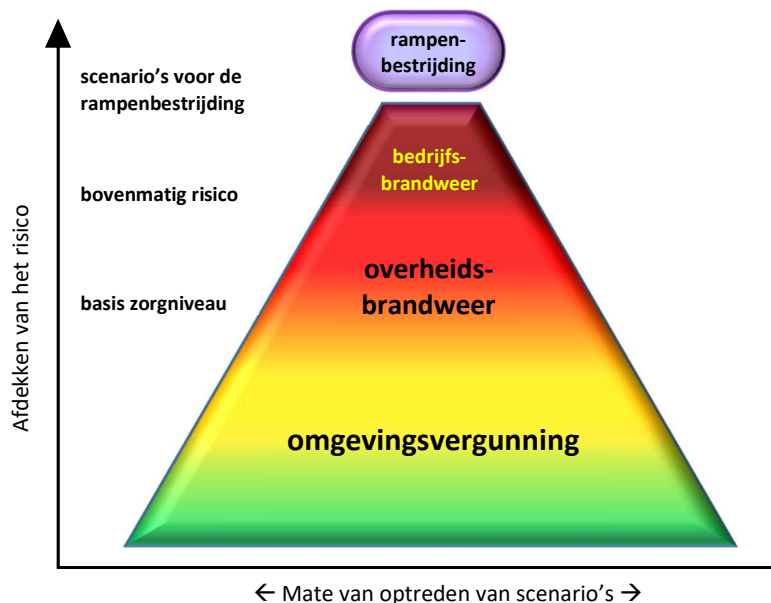 rampen-
bestrijding
scenario's voor de
rampenbestrijding
bedrijfs-
brandweer
bovenmatig risico
overheids-
brandweer
basis zorgniveau
omgevingsvergunning
Afdekken van het risico
← Mate van optreden van scenario's →